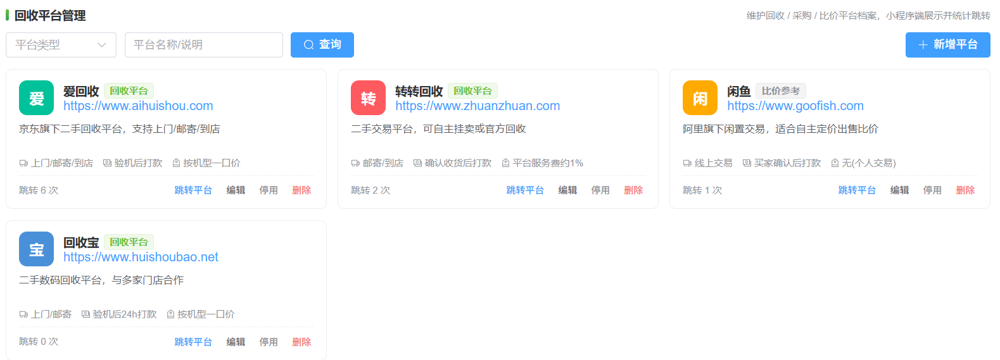 回收平台管理
维护回收 / 采购 / 比价平台档案，小程序端展示并统计跳转
平台类型
平台名称/说明
查询
新增平台
爱
爱回收 回收平台
https://www.aihuishou.com
京东旗下二手回收平台，支持上门/邮寄/到店
上门/邮寄/到店 验机后打款 按机型一口价
跳转 6 次 跳转平台 编辑 停用 删除
转
转转回收 回收平台
https://www.zhuanzhuan.com
二手交易平台，可自主挂卖或官方回收
邮寄/到店 确认收货后打款 平台服务费约1%
跳转 2 次 跳转平台 编辑 停用 删除
闲
闲鱼 比价参考
https://www.goofish.com
阿里旗下闲置交易，适合自主定价出售比价
线上交易 买家确认后打款 无(个人交易)
跳转 1 次 跳转平台 编辑 停用 删除
宝
回收宝 回收平台
https://www.huishoubao.net
二手数码回收平台，与多家门店合作
上门/邮寄 验机后24h打款 按机型一口价
跳转 0 次 跳转平台 编辑 停用 删除